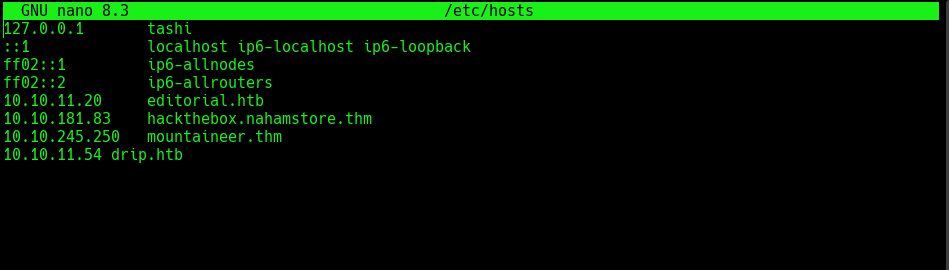 GNU nano 8.3 /etc/hosts
127.0.0.1 tashi
::1 localhost ip6-localhost ip6-loopback
ff02::1 ip6-allnodes
ff02::2 ip6-allrouters
10.10.11.20 editorial.htb
10.10.181.83 hackthebox.nahamstore.thm
10.10.245.250 mountaineer.thm
10.10.11.54 drip.htb